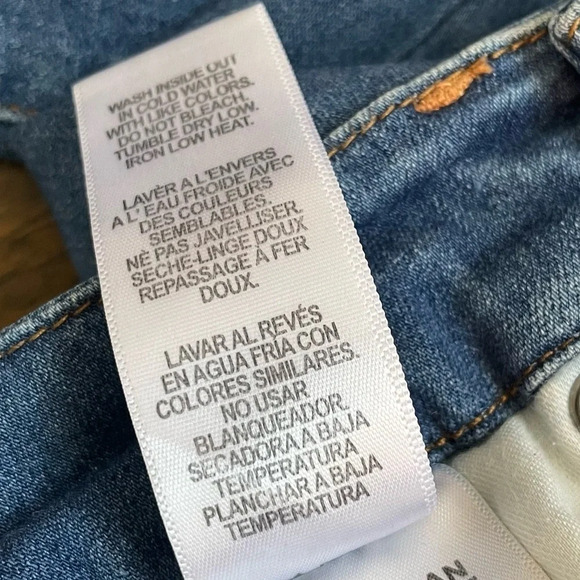 WASH INSIDE OUT
IN COLD WATER
WITH LIKE COLORS.
DO NOT BLEACH.
TUMBLE DRY LOW.
IRON LOW HEAT.
LAVÉR A L'ENVERS
A L' EAU FROIDE AVEC
DES COULEURS
SEMBLABLES.
NÉ PAS JAVELLISER
SECHE-LINGE DOUX
REPASSAGE À FER
DOUX.
LAVAR AL REVÉS
EN AGUA FRÍA CON
COLORES SIMILARES.
NO USAR
BLANQUEADOR.
SECADORA A BAJA
TEMPERATURA
PLANCHAR A BAJA
TEMPERATURA